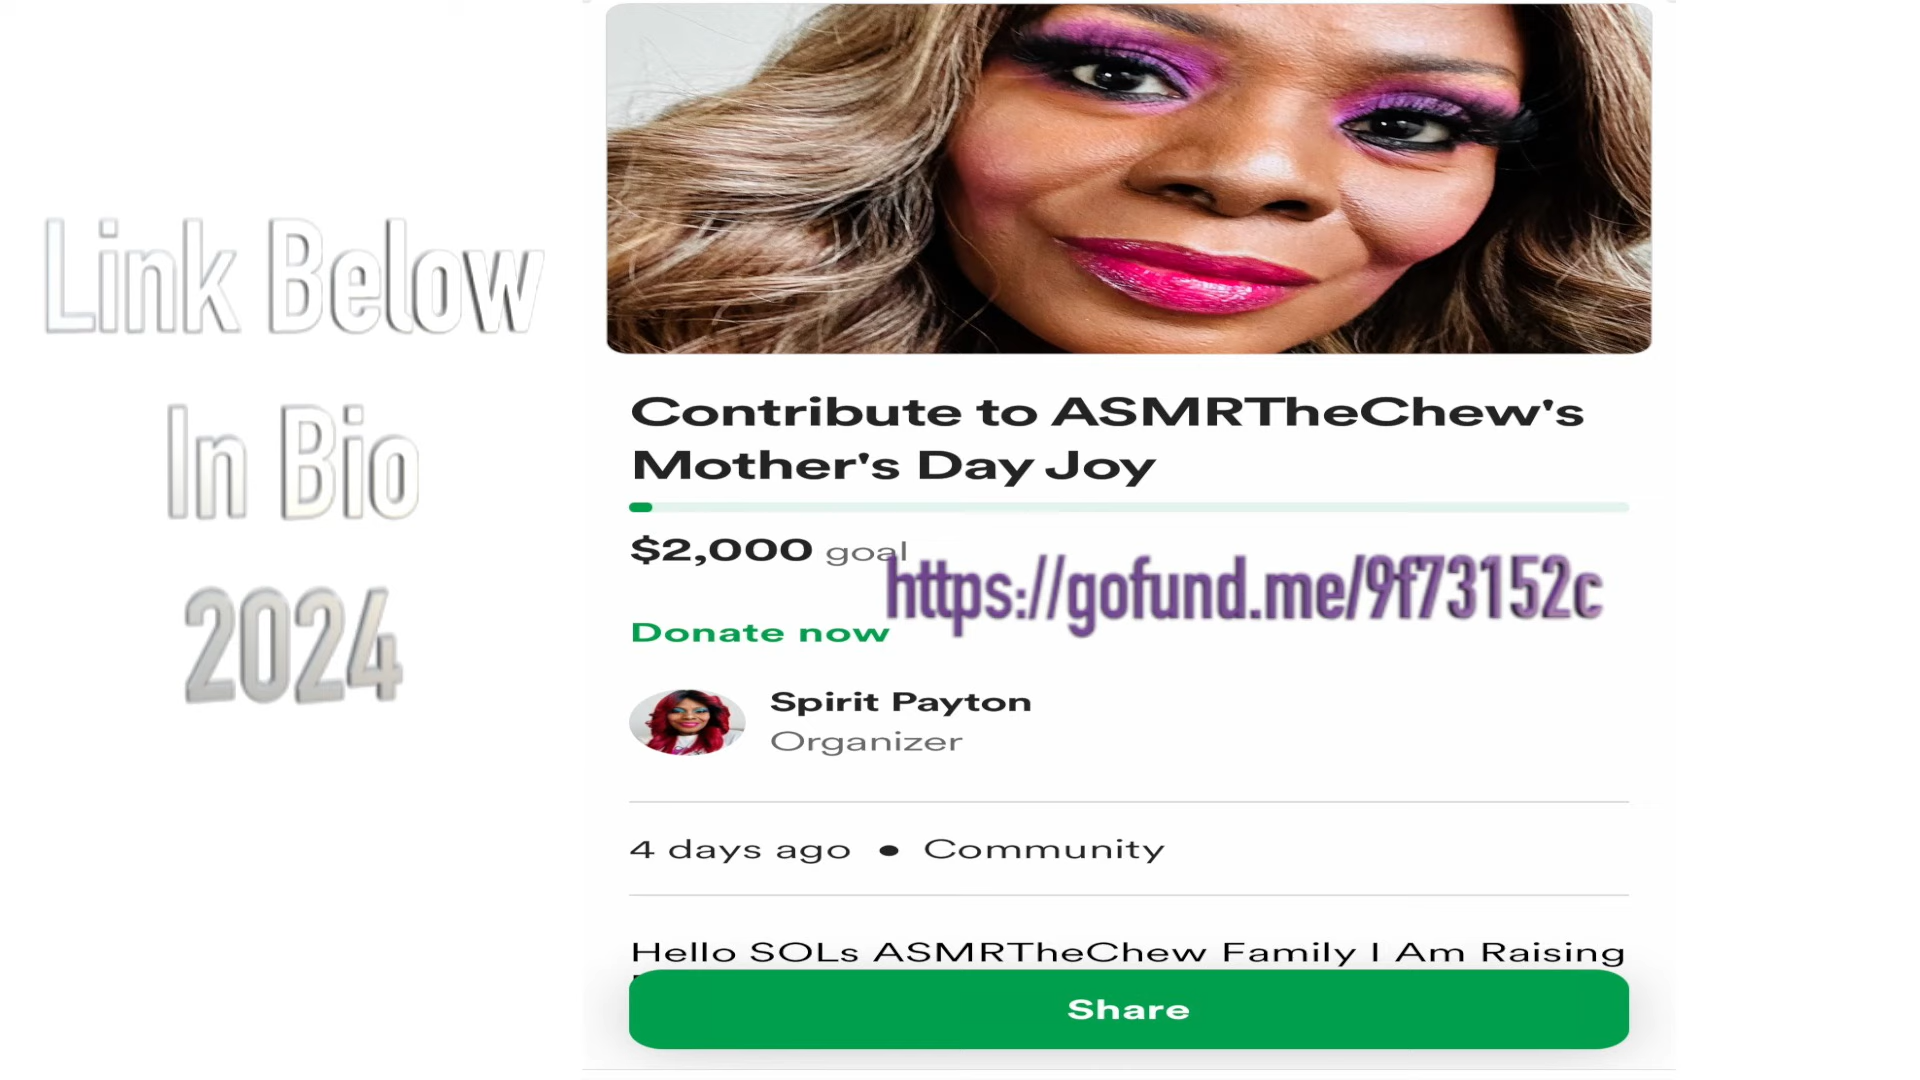 Link Below
In Bio
2024
Contribute to ASMRTheChew's
Mother's Day Joy
$2,000 goal
https://gofund.me/9f73152c
Donate now
Spirit Payton
Organizer
4 days ago • Community
Hello SOLs ASMRTheChew Family I Am Raising
Share